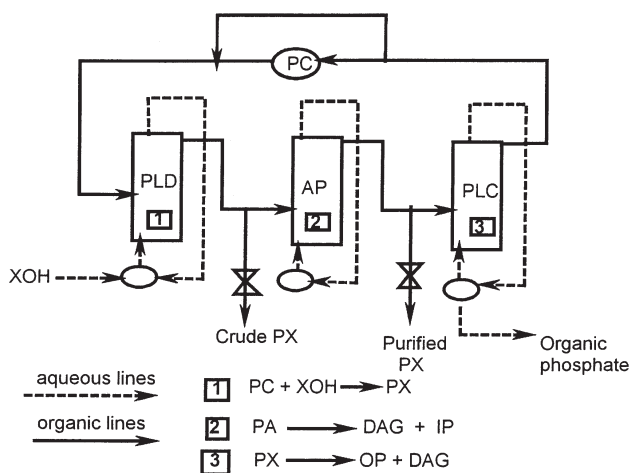 PC
PLD
AP
PLC
1
2
3
XOH
Crude PX
Purified
PX
Organic
phosphate
aqueous lines
organic lines
1 PC + XOH PX
2 PA DAG + IP
3 PX OP + DAG